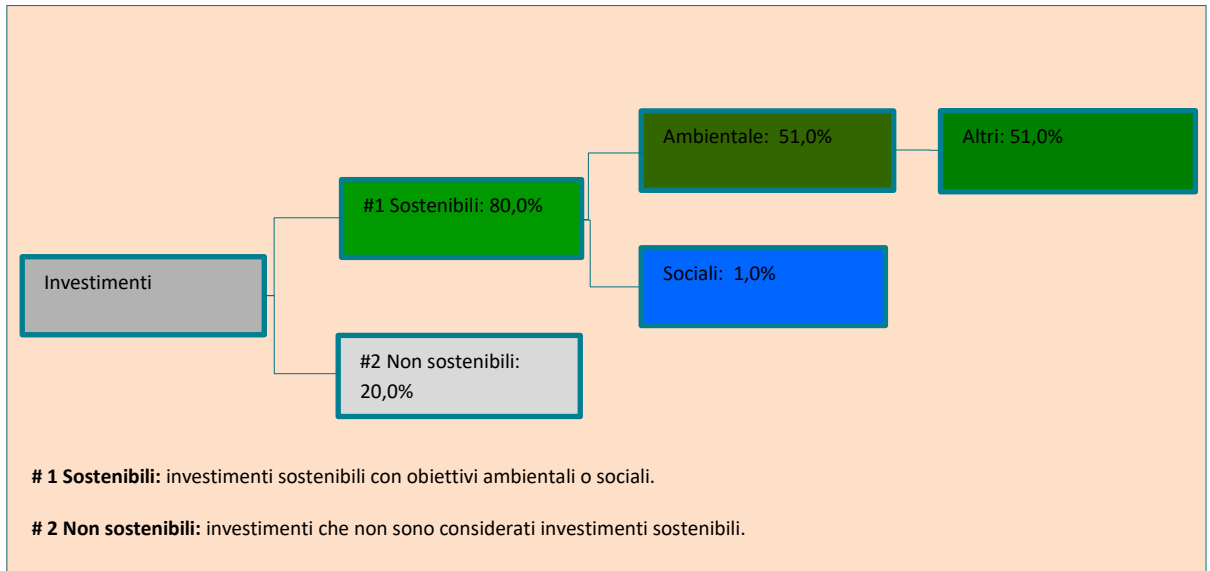 Ambientale: 51,0%
Altri: 51,0%
#1 Sostenibili: 80,0%
Sociali: 1,0%
Investimenti
#2 Non sostenibili:
20,0%
# 1 Sostenibili: investimenti sostenibili con obiettivi ambientali o sociali.
# 2 Non sostenibili: investimenti che non sono considerati investimenti sostenibili.